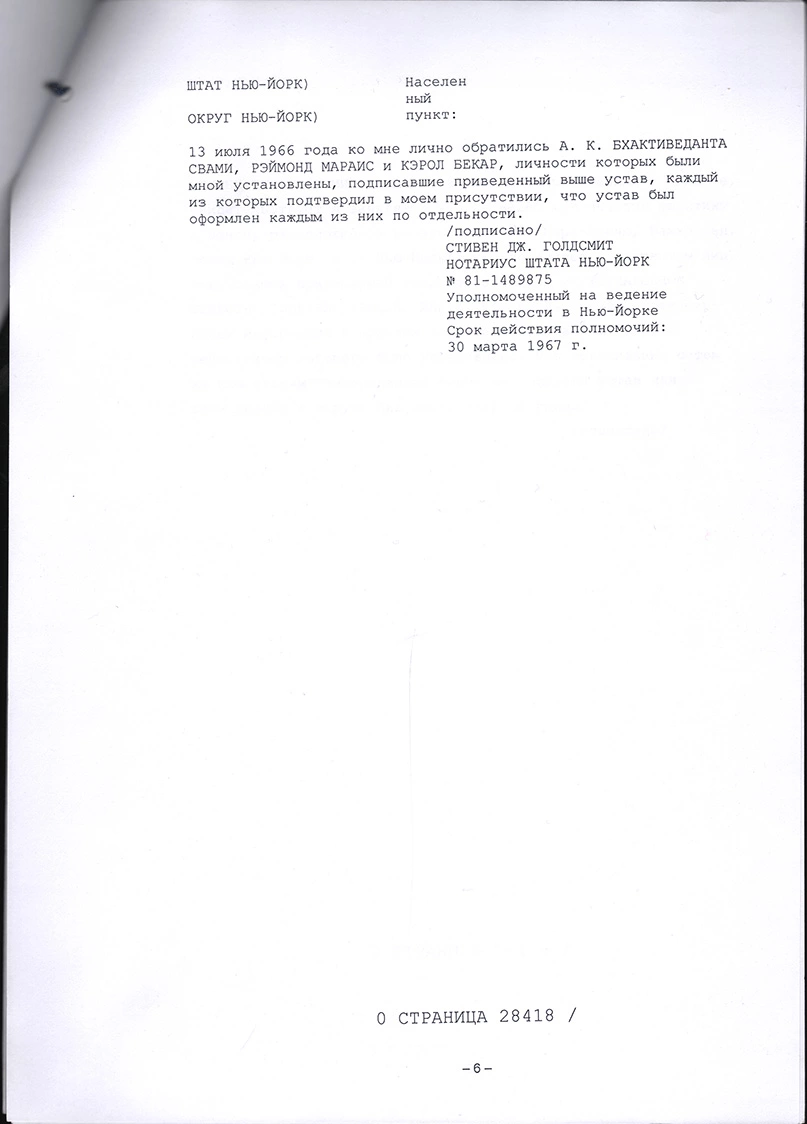 ШТАТ НЬЮ-ЙОРК) Населен
ный
ОКРУГ НЬЮ-ЙОРК) пункт:
13 июля 1966 года ко мне лично обратились А. К. БХАКТИВЕДАНТА
СВАМИ, РЭЙМОНД МАРАИС и КЭРОЛ БЕКАР, личности которых были
мной установлены, подписавшие приведенный выше устав, каждый
из которых подтвердил в моем присутствии, что устав был
оформлен каждым из них по отдельности.
/подписано/
СТИВЕН ДЖ. ГОЛДСМИТ
НОТАРИУС ШТАТА НЬЮ-ЙОРК
№ 81-1489875
Уполномоченный на ведение
деятельности в Нью-Йорке
Срок действия полномочий:
30 марта 1967 г.
0 СТРАНИЦА 28418 /
-6-